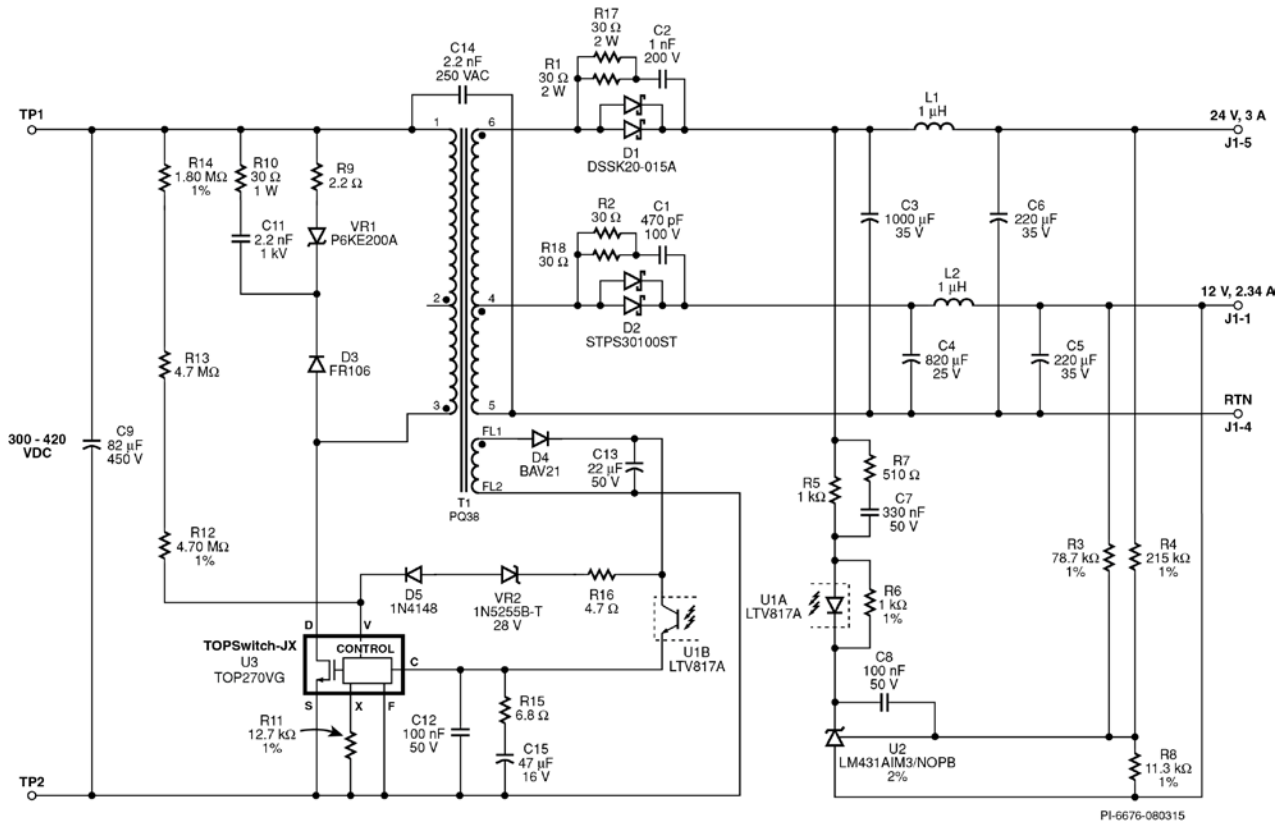 R17
30 Ω
2 W
C2
1 nF
200 V
C14
2.2 nF
250 VAC
R1
30 Ω
2 W
D1
DSSK20-015A
TP1
1
6
L1
1 µH
24 V, 3 A
J1-5
R14
1.80 MΩ
1%
R10
30 Ω
1 W
R9
2.2 Ω
C11
2.2 nF
1 kV
VR1
P6KE200A
R2
30 Ω
C1
470 pF
100 V
R18
30 Ω
D2
STPS30100ST
C3
1000 µF
35 V
C6
220 µF
35 V
2
4
L2
1 µH
12 V, 2.34 A
J1-1
R13
4.7 MΩ
D3
FR106
C4
820 µF
25 V
C5
220 µF
35 V
3
5
RTN
J1-4
300 - 420
VDC
C9
82 µF
450 V
FL1
FL2
D4
BAV21
C13
22 µF
50 V
T1
PQ38
R5
1 kΩ
R7
510 Ω
C7
330 nF
50 V
R12
4.70 MΩ
1%
D5
1N4148
VR2
1N5255B-T
28 V
R16
4.7 Ω
R3
78.7 kΩ
1%
R4
215 kΩ
1%
U1A
LTV817A
R6
1 kΩ
1%
U1B
LTV817A
D
V
TOPSwitch-JX
U3
TOP270VG
CONTROL
C
S
X
F
R11
12.7 kΩ
1%
C12
100 nF
50 V
R15
6.8 Ω
C15
47 µF
16 V
C8
100 nF
50 V
U2
LM431AIM3/NOPB
2%
R8
11.3 kΩ
1%
TP2
PI-6676-080315